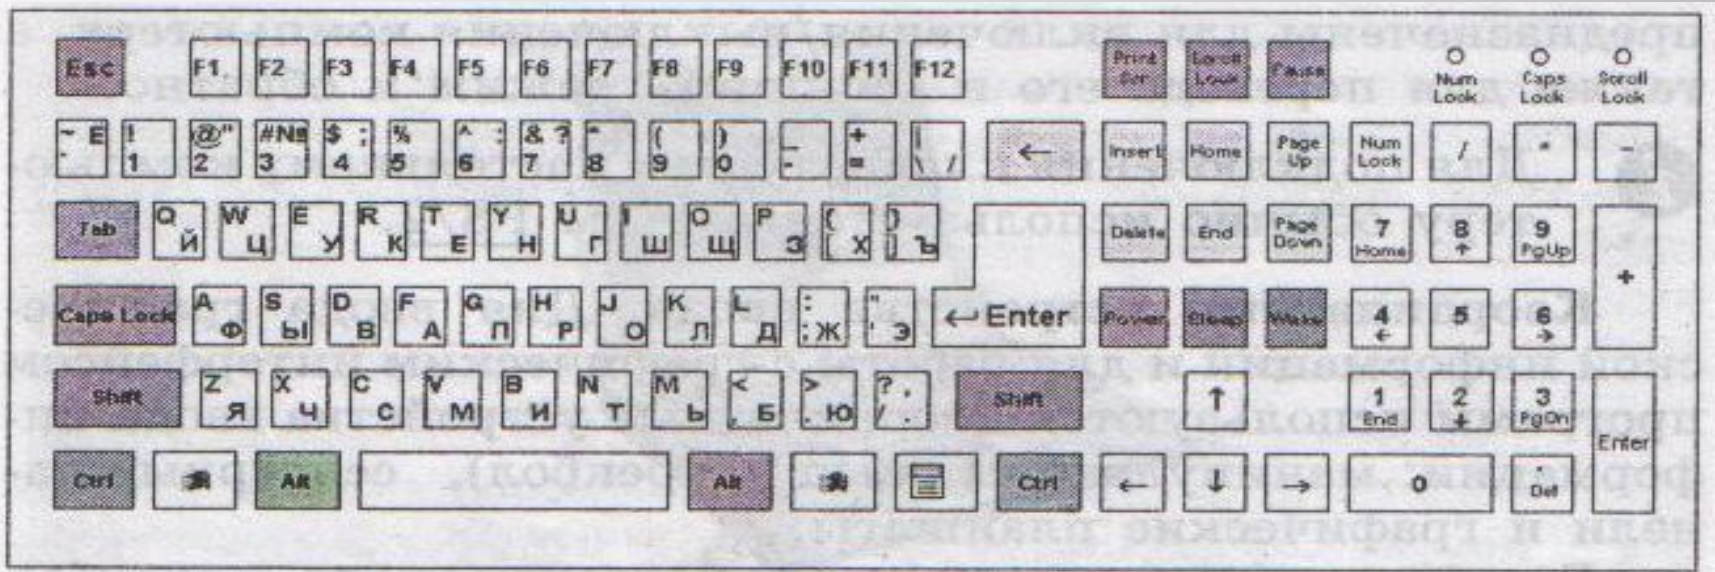 Esc F1 F2 F3 F4 F5 F6 F7 F8 F9 F10 F11 F12 Print Scr Scroll Lock Pause Num Lock Caps Lock Scroll Lock
~ Ё ` ! 1 @ " 2 # № 3 $ ; 4 % 5 ^ : 6 & ? 7 * 8 ( 9 ) 0 _ - + = | \ / ← Insert Home Page Up Num Lock / * -
Tab Q Й W Ц E У R К T Е Y Н U Г I Ш O Щ P З { [ Х } ] Ъ Delete End Page Down 7 Home 8 ↑ 9 PgUp +
Caps Lock A Ф S Ы D В F А G П H Р J О K Л L Д : ; Ж " ' Э ↵ Enter Power Sleep Wake 4 ← 5 6 →
Shift Z Я X Ч C С V М B И N Т M Ь < , Б > . Ю ? , / . Shift ↑ 1 End 2 ↓ 3 PgDn Enter
Ctrl Alt Alt Ctrl ← ↓ → 0 . Del